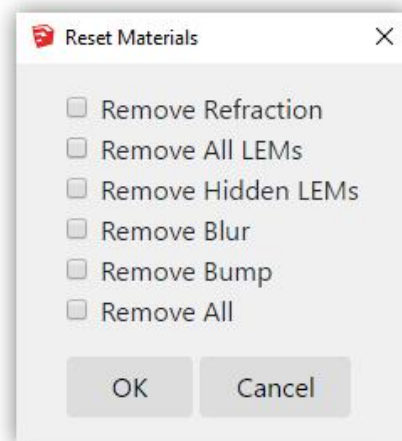 Reset Materials
Remove Refraction
Remove All LEMs
Remove Hidden LEMs
Remove Blur
Remove Bump
Remove All
OK Cancel